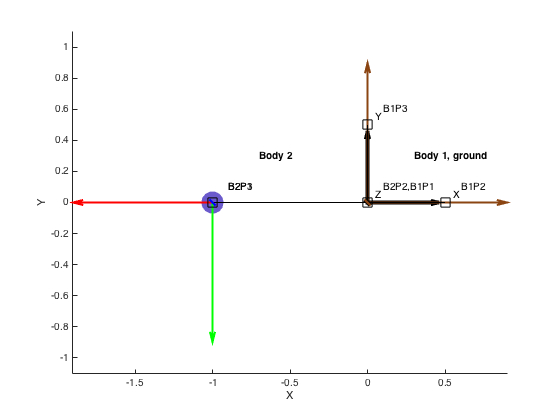 1
0.8
B1P3
Y
0.6
0.4
Body 2
Body 1, ground
0.2
B2P3
B2P2,B1P1
B1P2
Y
0
Z
X
-0.2
-0.4
-0.6
-0.8
-1
-1.5
-1
-0.5
0
0.5
X